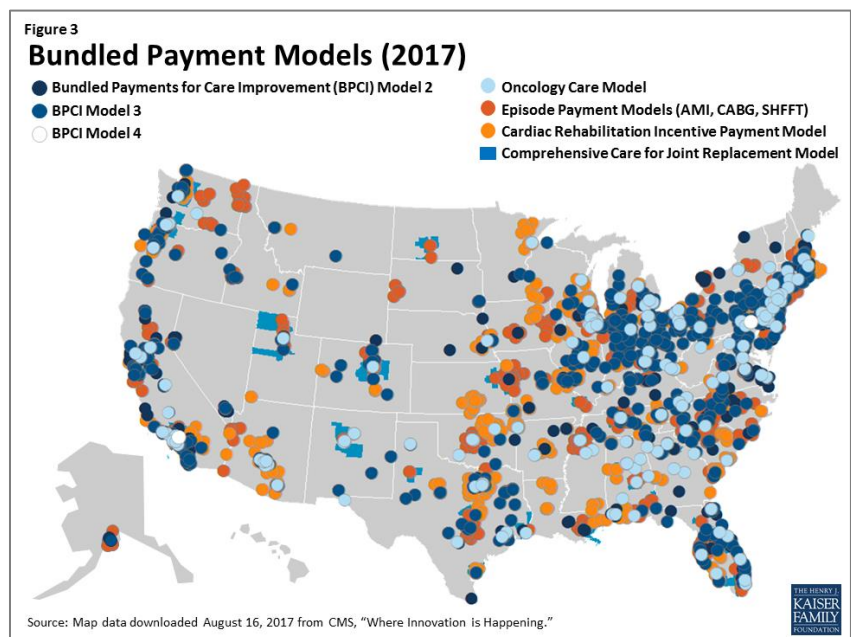 Figure 3
Bundled Payment Models (2017)
Bundled Payments for Care Improvement (BPCI) Model 2
BPCI Model 3
BPCI Model 4
Oncology Care Model
Episode Payment Models (AMI, CABG, SHFFT)
Cardiac Rehabilitation Incentive Payment Model
Comprehensive Care for Joint Replacement Model
Source: Map data downloaded August 16, 2017 from CMS, “Where Innovation is Happening.”
THE HENRY J.
KAISER
FAMILY
FOUNDATION